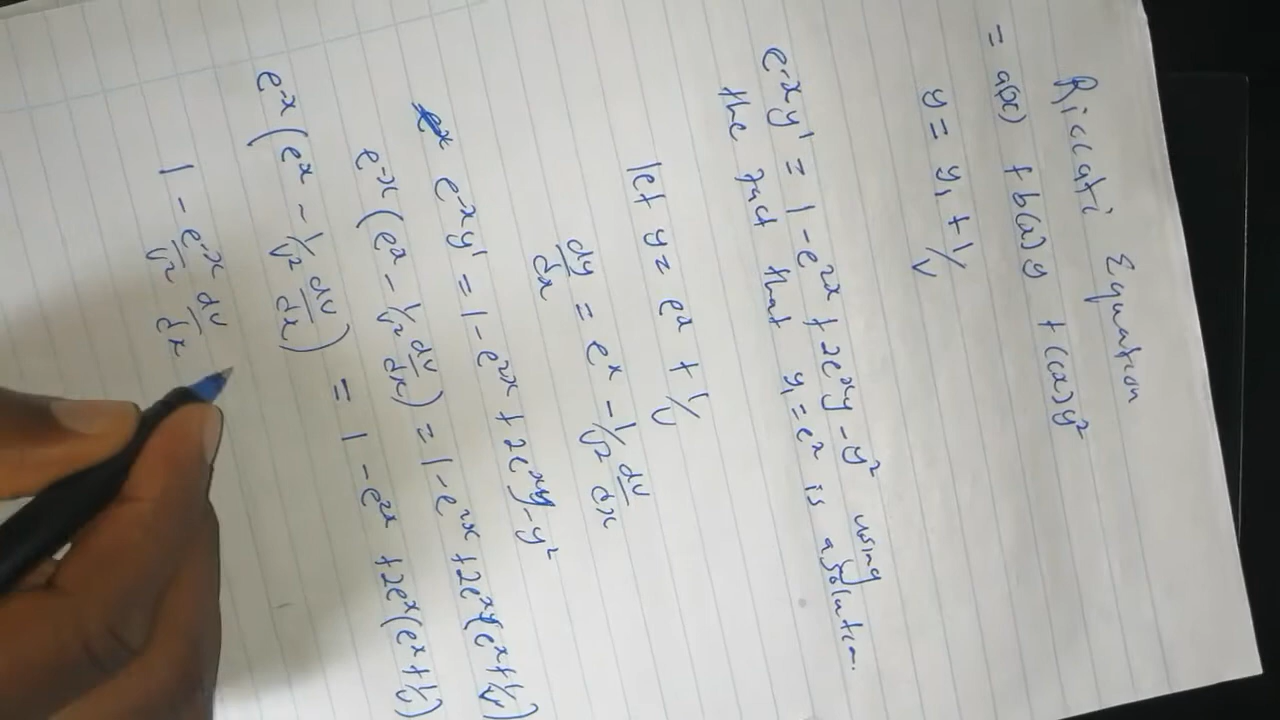 Riccati Equation
= a(x) + b(x)y + c(x)y²
y = y₁ + 1/v
e⁻ˣy' = 1 - e²ˣ + 2eˣy - y² using
the fact that y₁ = eˣ is a solution.
let y = eˣ + 1/v
dy/dx = eˣ - 1/v² dv/dx
e⁻ˣy' = 1 - e²ˣ + 2eˣy - y²
e⁻ˣ(eˣ - 1/v² dv/dx) = 1 - e²ˣ + 2eˣ(eˣ + 1/v)
e⁻ˣ(eˣ - 1/v² dv/dx) = 1 - e²ˣ + 2eˣ(eˣ + 1/v)
1 - e⁻ˣ/v² dv/dx